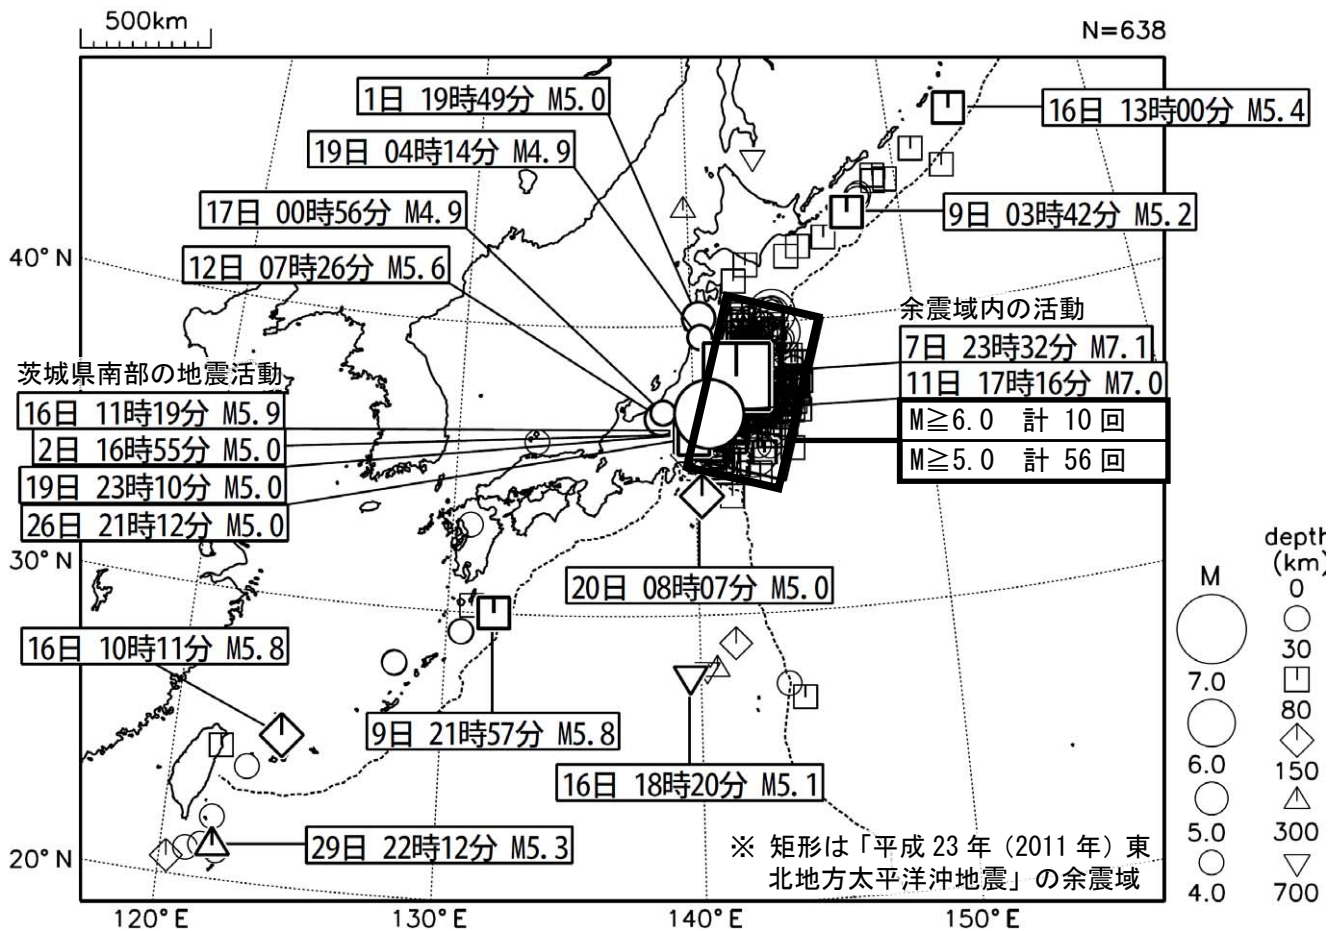 500km
N=638
1日 19時49分 M5.0
16日 13時00分 M5.4
19日 04時14分 M4.9
17日 00時56分 M4.9
9日 03時42分 M5.2
12日 07時26分 M5.6
40°N
余震域内の活動
7日 23時32分 M7.1
11日 17時16分 M7.0
M≧6.0 計 10 回
M≧5.0 計 56 回
茨城県南部の地震活動
16日 11時19分 M5.9
2日 16時55分 M5.0
19日 23時10分 M5.0
26日 21時12分 M5.0
30°N
20日 08時07分 M5.0
16日 10時11分 M5.8
9日 21時57分 M5.8
16日 18時20分 M5.1
29日 22時12分 M5.3
20°N
※ 矩形は「平成 23 年（2011 年）東
北地方太平洋沖地震」の余震域
120°E
130°E
140°E
150°E
M
7.0
6.0
5.0
4.0
depth
(km)
0
30
80
150
300
700